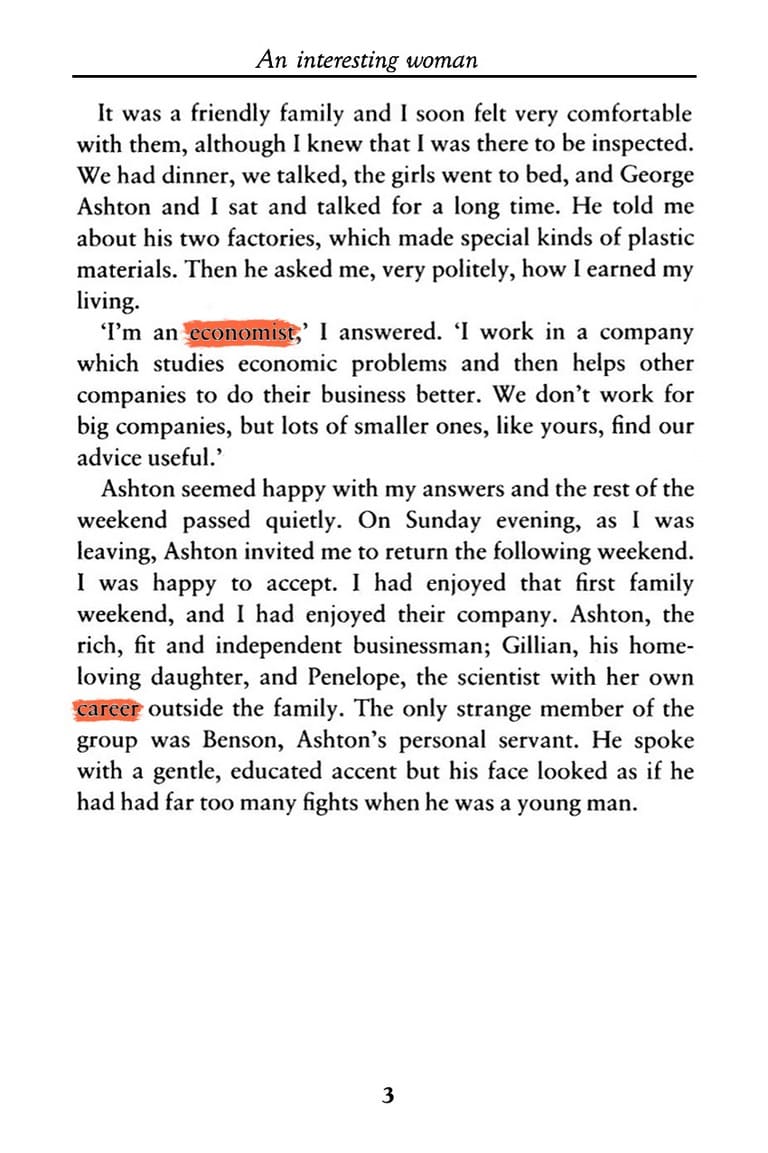 An interesting woman
It was a friendly family and I soon felt very comfortable
with them, although I knew that I was there to be inspected.
We had dinner, we talked, the girls went to bed, and George
Ashton and I sat and talked for a long time. He told me
about his two factories, which made special kinds of plastic
materials. Then he asked me, very politely, how I earned my
living.
‘I’m an economist,’ I answered. ‘I work in a company
which studies economic problems and then helps other
companies to do their business better. We don’t work for
big companies, but lots of smaller ones, like yours, find our
advice useful.’
Ashton seemed happy with my answers and the rest of the
weekend passed quietly. On Sunday evening, as I was
leaving, Ashton invited me to return the following weekend.
I was happy to accept. I had enjoyed that first family
weekend, and I had enjoyed their company. Ashton, the
rich, fit and independent businessman; Gillian, his home-
loving daughter, and Penelope, the scientist with her own
career outside the family. The only strange member of the
group was Benson, Ashton’s personal servant. He spoke
with a gentle, educated accent but his face looked as if he
had had far too many fights when he was a young man.
3